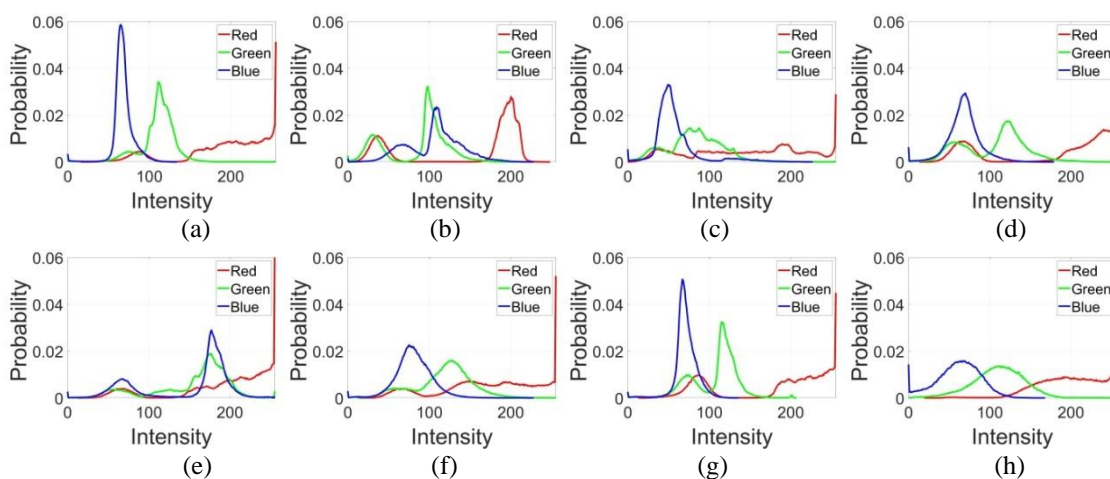 0.06 0.06 0.06 0.06
Red Red Red Red
Green Green Green Green
Blue Blue Blue Blue
0.04 0.04 0.04 0.04
Probability Probability Probability Probability
0.02 0.02 0.02 0.02
0 0 0 0
0 100 200 0 100 200 0 100 200 0 100 200
Intensity Intensity Intensity Intensity
(a) (b) (c) (d)
0.06 0.06 0.06 0.06
Red Red Red Red
Green Green Green Green
Blue Blue Blue Blue
0.04 0.04 0.04 0.04
Probability Probability Probability Probability
0.02 0.02 0.02 0.02
0 0 0 0
0 100 200 0 100 200 0 100 200 0 100 200
Intensity Intensity Intensity Intensity
(e) (f) (g) (h)